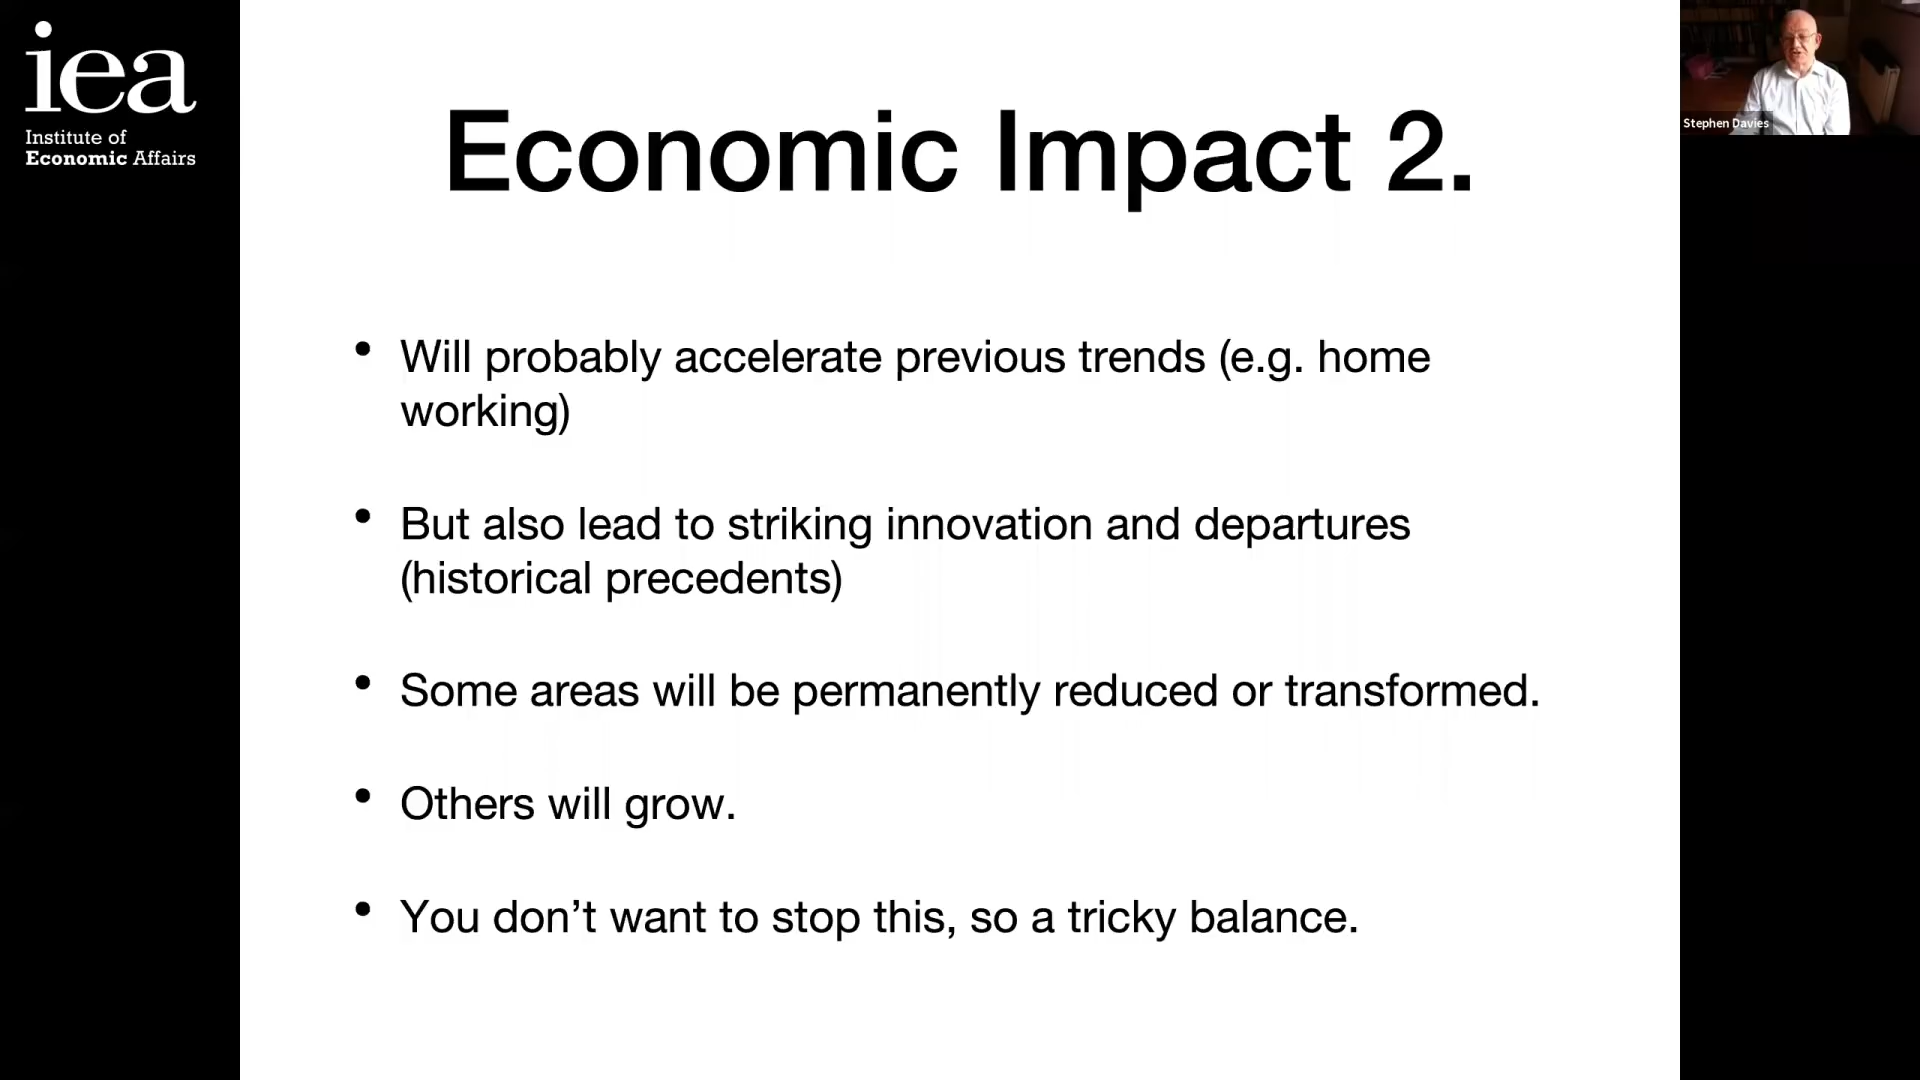 iea
Institute of
Economic Affairs
Economic Impact 2.
Stephen Davies
• Will probably accelerate previous trends (e.g. home
working)
• But also lead to striking innovation and departures
(historical precedents)
• Some areas will be permanently reduced or transformed.
• Others will grow.
• You don’t want to stop this, so a tricky balance.